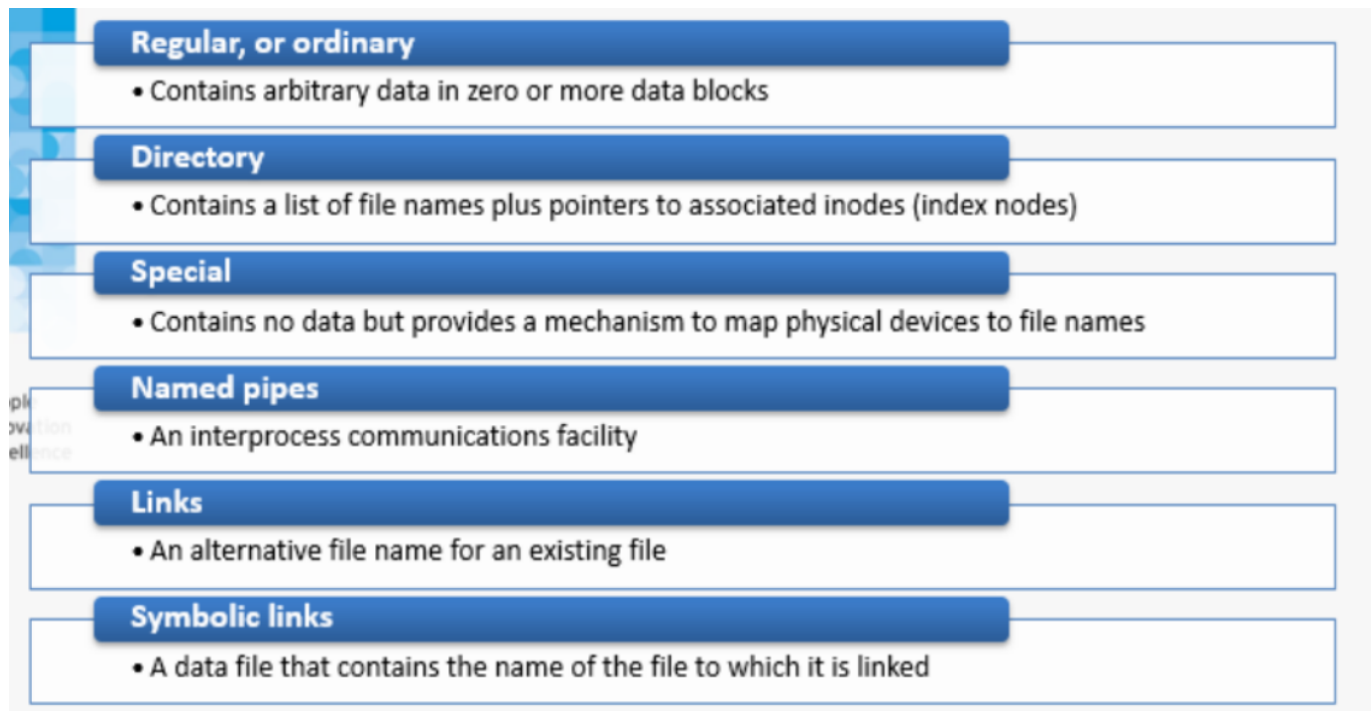 Regular, or ordinary
• Contains arbitrary data in zero or more data blocks
Directory
• Contains a list of file names plus pointers to associated inodes (index nodes)
Special
• Contains no data but provides a mechanism to map physical devices to file names
Named pipes
• An interprocess communications facility
Links
• An alternative file name for an existing file
Symbolic links
• A data file that contains the name of the file to which it is linked